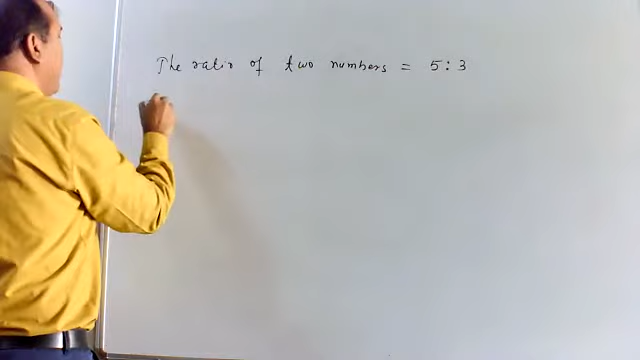 The ratio of two numbers = 5:3